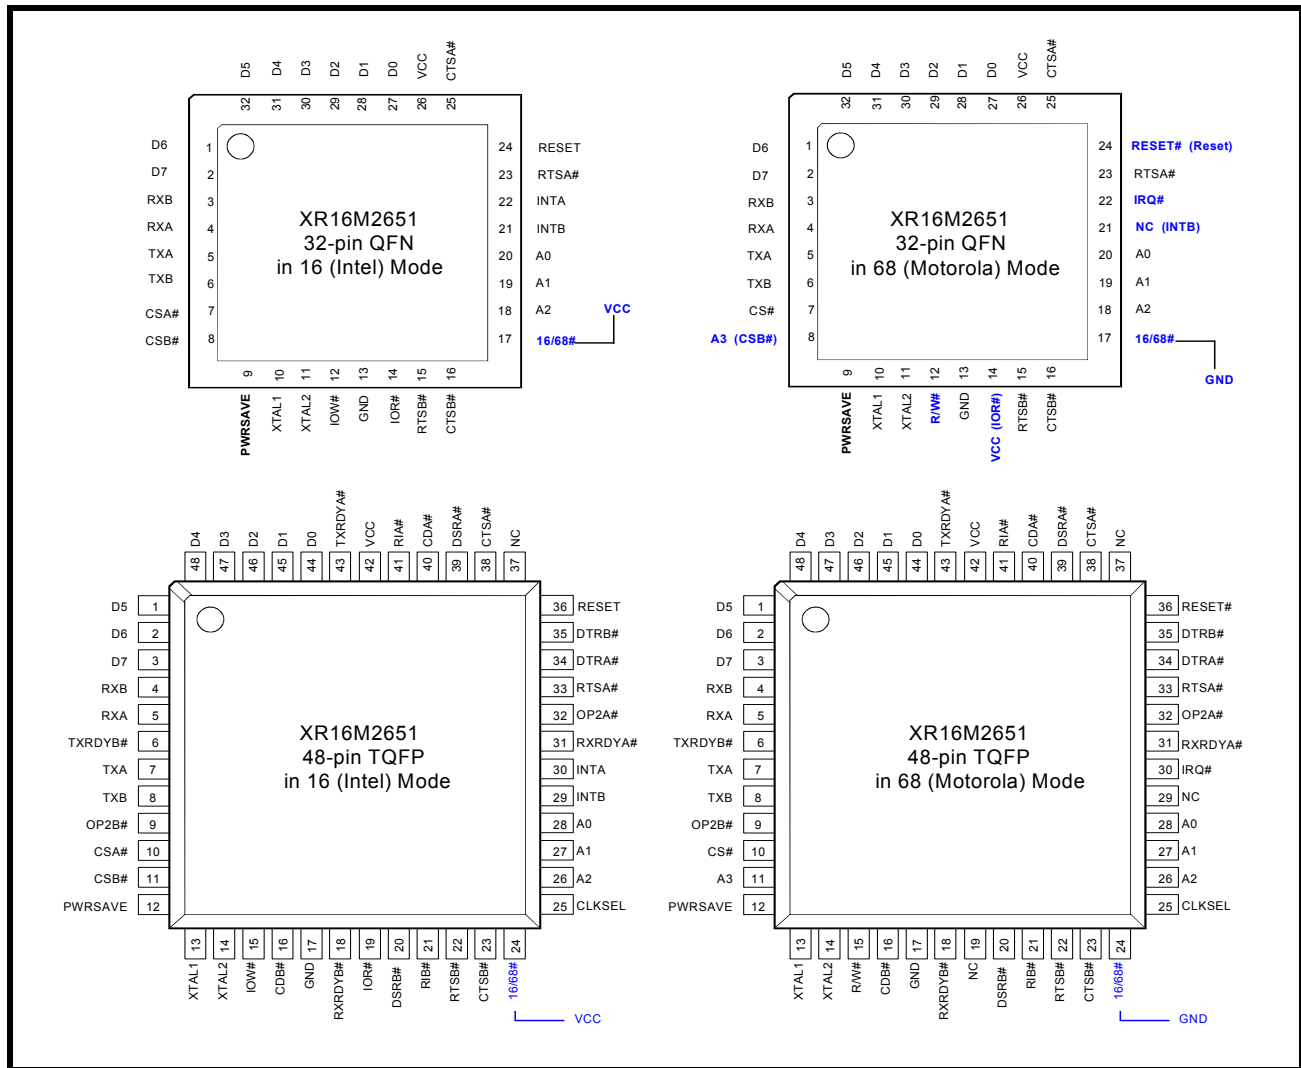 D5 D4 D3 D2 D1 D0 VCC CTSA#
32 31 30 29 28 27 26 25
D6 1
D7 2
RXB 3
RXA 4
TXA 5
TXB 6
CSA# 7
CSB# 8
XR16M2651
32-pin QFN
in 16 (Intel) Mode
24 RESET
23 RTSA#
22 INTA
21 INTB
20 A0
19 A1
18 A2
17 16/68#
VCC
9 10 11 12 13 14 15 16
PWRSAVE XTAL1 XTAL2 IOW# GND IOR# RTSB# CTSB#
D5 D4 D3 D2 D1 D0 VCC CTSA#
32 31 30 29 28 27 26 25
D6 1
D7 2
RXB 3
RXA 4
TXA 5
TXB 6
CS# 7
A3 (CSB#) 8
XR16M2651
32-pin QFN
in 68 (Motorola) Mode
24 RESET# (Reset)
23 RTSA#
22 IRQ#
21 NC (INTB)
20 A0
19 A1
18 A2
17 16/68#
GND
9 10 11 12 13 14 15 16
PWRSAVE XTAL1 XTAL2 R/W# GND VCC (IOR#) RTSB# CTSB#
D4 D3 D2 D1 D0 TXRDYA# VCC RIA# CDA# DSRA# CTSA# NC
48 47 46 45 44 43 42 41 40 39 38 37
D5 1
D6 2
D7 3
RXB 4
RXA 5
TXRDYB# 6
TXA 7
TXB 8
OP2B# 9
CSA# 10
CSB# 11
PWRSAVE 12
XR16M2651
48-pin TQFP
in 16 (Intel) Mode
36 RESET
35 DTRB#
34 DTRA#
33 RTSA#
32 OP2A#
31 RXRDYA#
30 INTA
29 INTB
28 A0
27 A1
26 A2
25 CLKSEL
13 14 15 16 17 18 19 20 21 22 23 24
XTAL1 XTAL2 IOW# CDB# GND RXRDYB# IOR# DSRB# RIB# RTSB# CTSB# 16/68#
VCC
D4 D3 D2 D1 D0 TXRDYA# VCC RIA# CDA# DSRA# CTSA# NC
48 47 46 45 44 43 42 41 40 39 38 37
D5 1
D6 2
D7 3
RXB 4
RXA 5
TXRDYB# 6
TXA 7
TXB 8
OP2B# 9
CS# 10
A3 11
PWRSAVE 12
XR16M2651
48-pin TQFP
in 68 (Motorola) Mode
36 RESET#
35 DTRB#
34 DTRA#
33 RTSA#
32 OP2A#
31 RXRDYA#
30 IRQ#
29 NC
28 A0
27 A1
26 A2
25 CLKSEL
13 14 15 16 17 18 19 20 21 22 23 24
XTAL1 XTAL2 R/W# CDB# GND RXRDYB# NC DSRB# RIB# RTSB# CTSB# 16/68#
GND